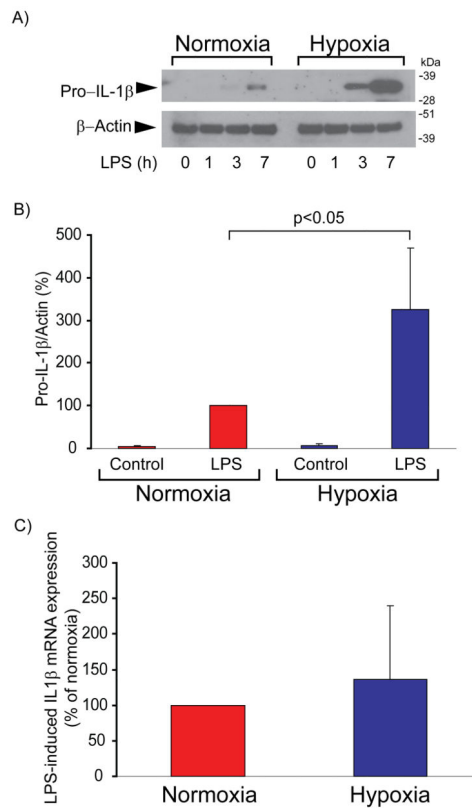 A)
Normoxia Hypoxia
kDa
Pro–IL-1β
-39
-28
β–Actin
-51
-39
LPS (h) 0 1 3 7 0 1 3 7
B)
p<0.05
Pro-IL-1β/Actin (%)
500
400
300
200
100
0
Control LPS Control LPS
Normoxia Hypoxia
C)
LPS-induced IL1β mRNA expression
(% of normoxia)
300
250
200
150
100
50
0
Normoxia Hypoxia